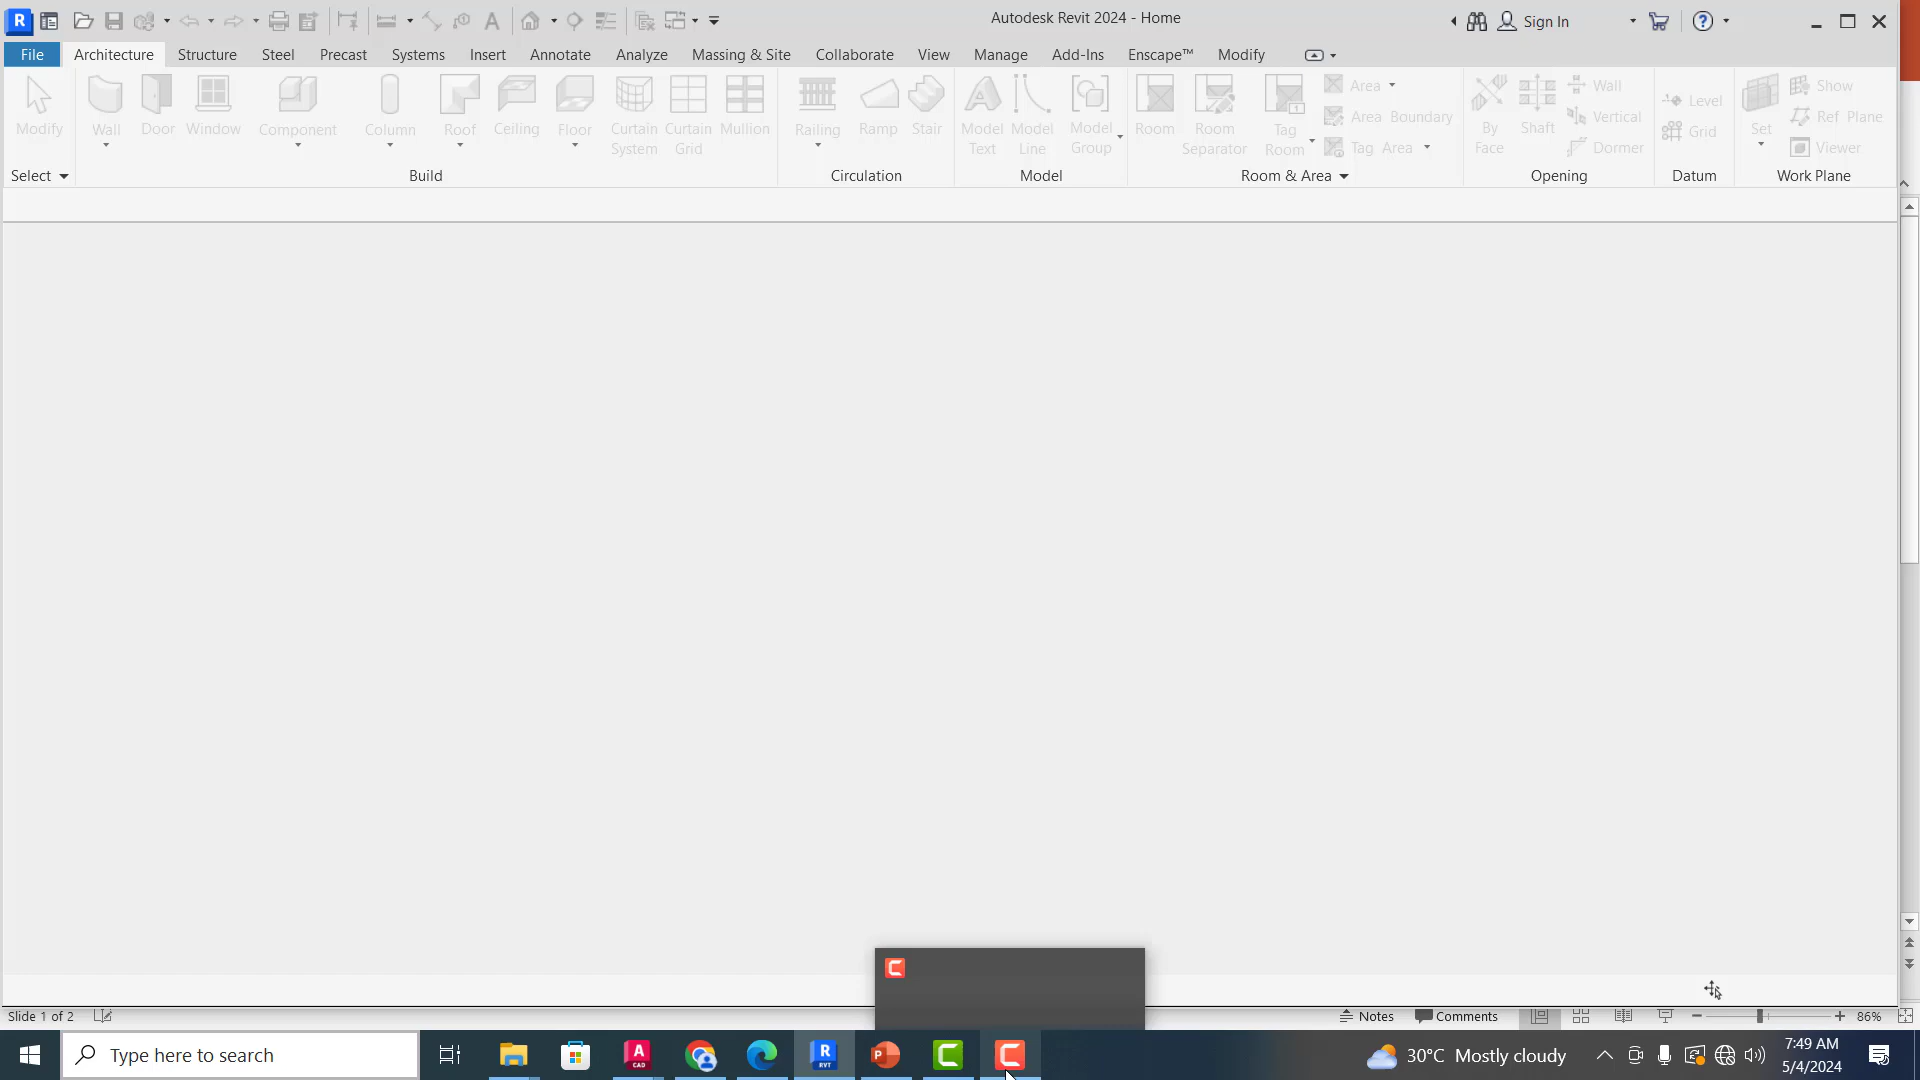 R
A
Autodesk Revit 2024 - Home
Sign In
File Architecture Structure Steel Precast Systems Insert Annotate Analyze Massing & Site Collaborate View Manage Add-Ins Enscape™ Modify
Modify
Wall
Door
Window
Component
Column
Roof
Ceiling
Floor
Curtain System
Curtain Grid
Mullion
Railing
Ramp
Stair
Model Text
Model Line
Model Group
Room
Room Separator
Tag Room
Area
Area Boundary
Tag Area
By Face
Shaft
Wall
Vertical
Dormer
Level
Grid
Set
Show
Ref Plane
Viewer
Select
Build
Circulation
Model
Room & Area
Opening
Datum
Work Plane
Slide 1 of 2
Notes
Comments
86%
Type here to search
A
CAD
R
RVT
P
30°C Mostly cloudy
7:49 AM
5/4/2024